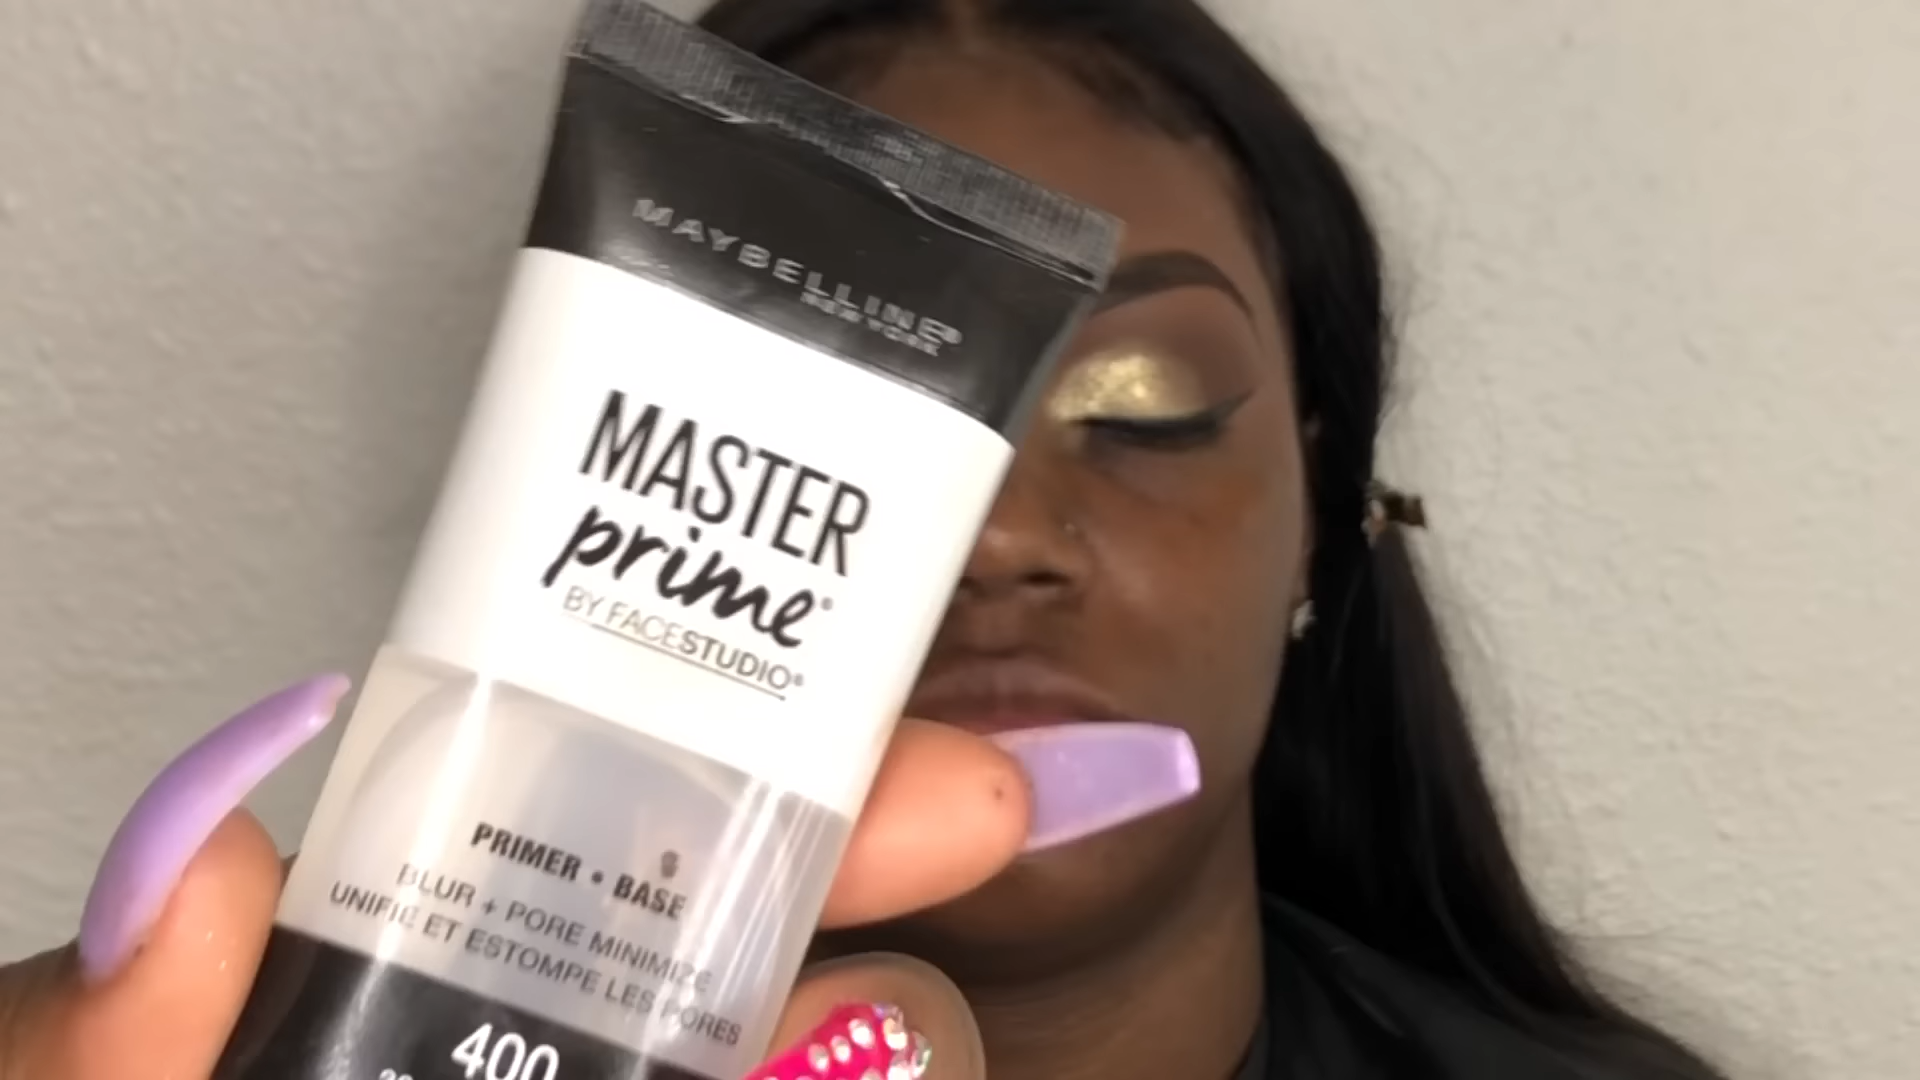 MAYBELLINE®
NEW YORK
MASTER
prime®
BY FACESTUDIO®
PRIMER • BASE
BLUR + PORE MINIMIZE
UNIFIE ET ESTOMPE LES PORES
400